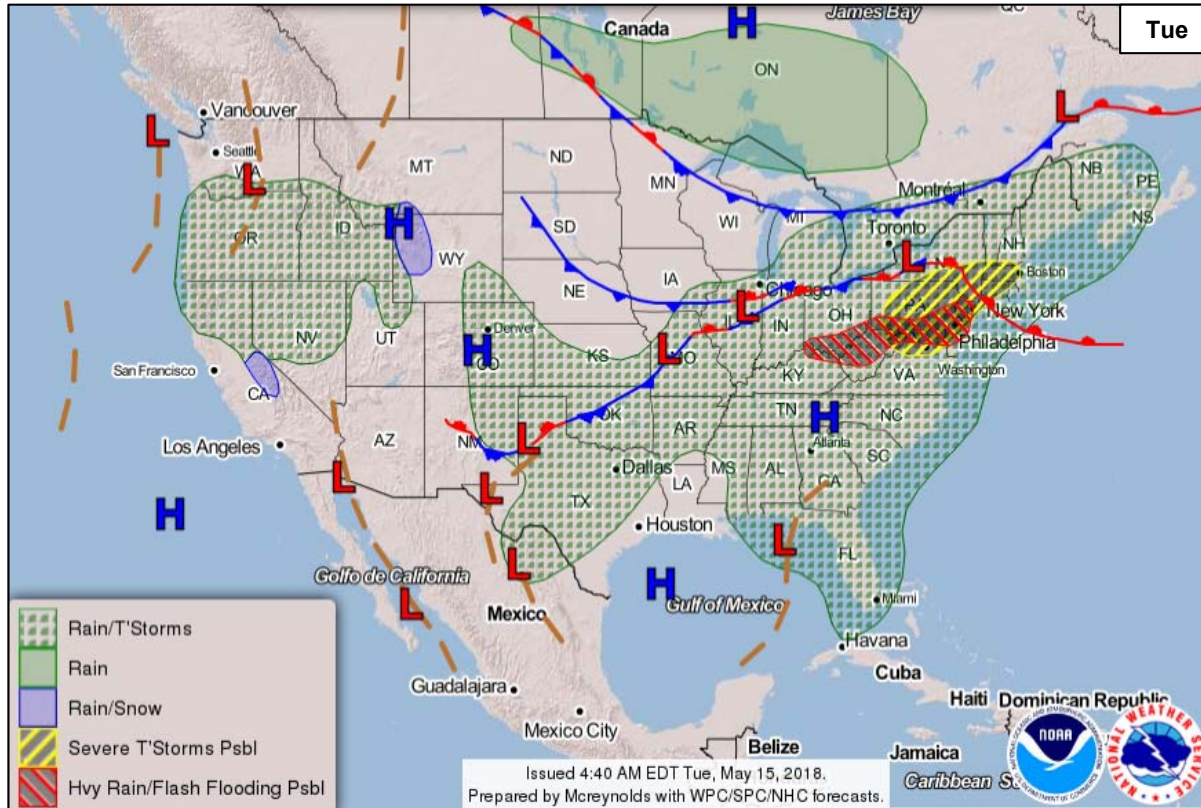 Tue
James Bay
QC
Canada
ON
Vancouver
Seattle
WA
MT
ND
MN
Montréal
NB
PE
NS
L
H
OR
ID
WY
SD
WI
MI
Toronto
NH
Boston
NE
IA
Chicago
New York
Philadelphia
Washington
NV
UT
Denver
CO
KS
MO
IN
OH
KY
VA
San Francisco
CA
Los Angeles
AZ
NM
OK
AR
TN
NC
SC
Atlanta
GA
Dallas
MS
AL
LA
TX
Houston
FL
Miami
Golfo de California
Mexico
Gulf of Mexico
Havana
Cuba
Guadalajara
Mexico City
Haiti
Dominican Republic
Belize
Jamaica
Caribbean
Rain/T'Storms
Rain
Rain/Snow
Severe T'Storms Psbl
Hvy Rain/Flash Flooding Psbl
Issued 4:40 AM EDT Tue, May 15, 2018.
Prepared by Mcreynolds with WPC/SPC/NHC forecasts.
NOAA
NATIONAL WEATHER SERVICE